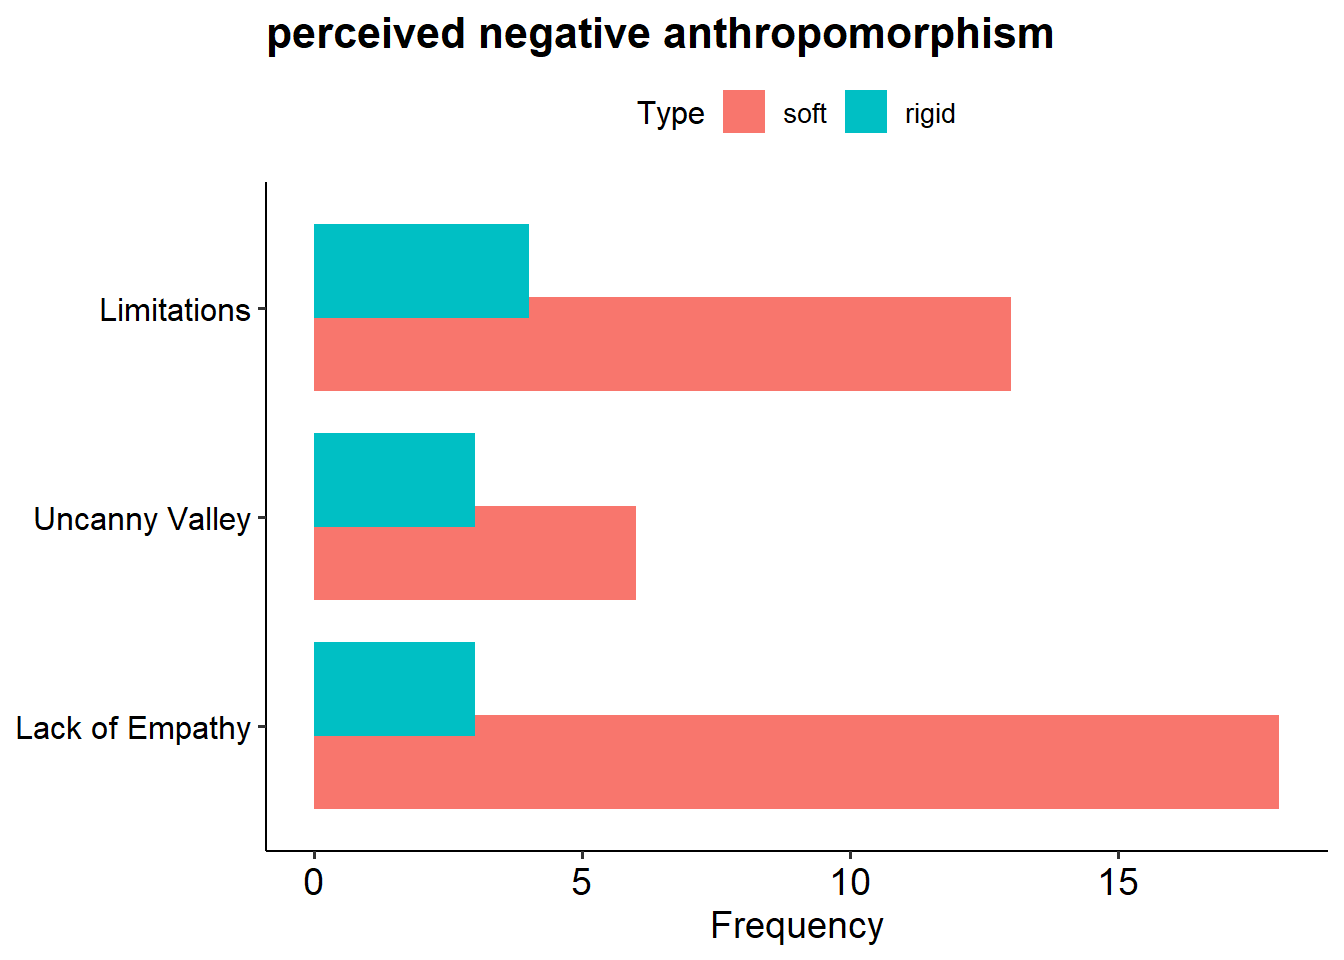 perceived negative anthropomorphism
Type soft rigid
Limitations
Uncanny Valley
Lack of Empathy
0 5 10 15
Frequency